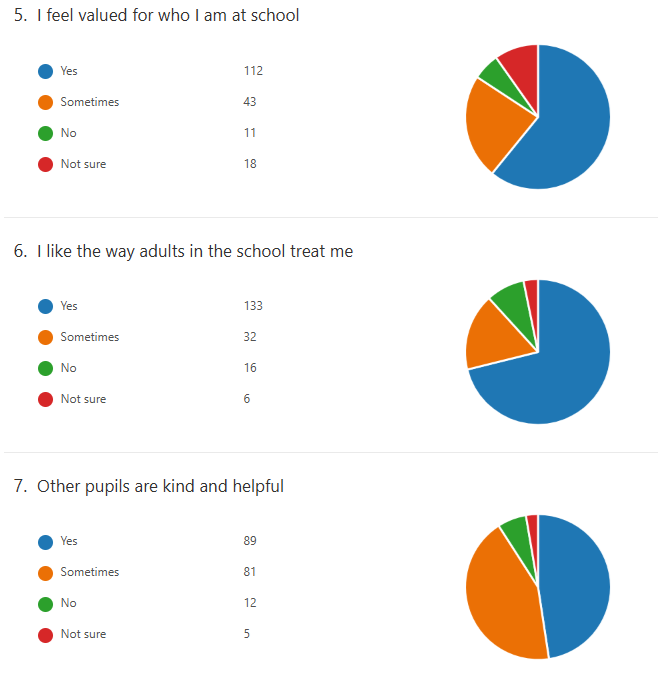 5. I feel valued for who I am at school
Yes 112
Sometimes 43
No 11
Not sure 18
6. I like the way adults in the school treat me
Yes 133
Sometimes 32
No 16
Not sure 6
7. Other pupils are kind and helpful
Yes 89
Sometimes 81
No 12
Not sure 5